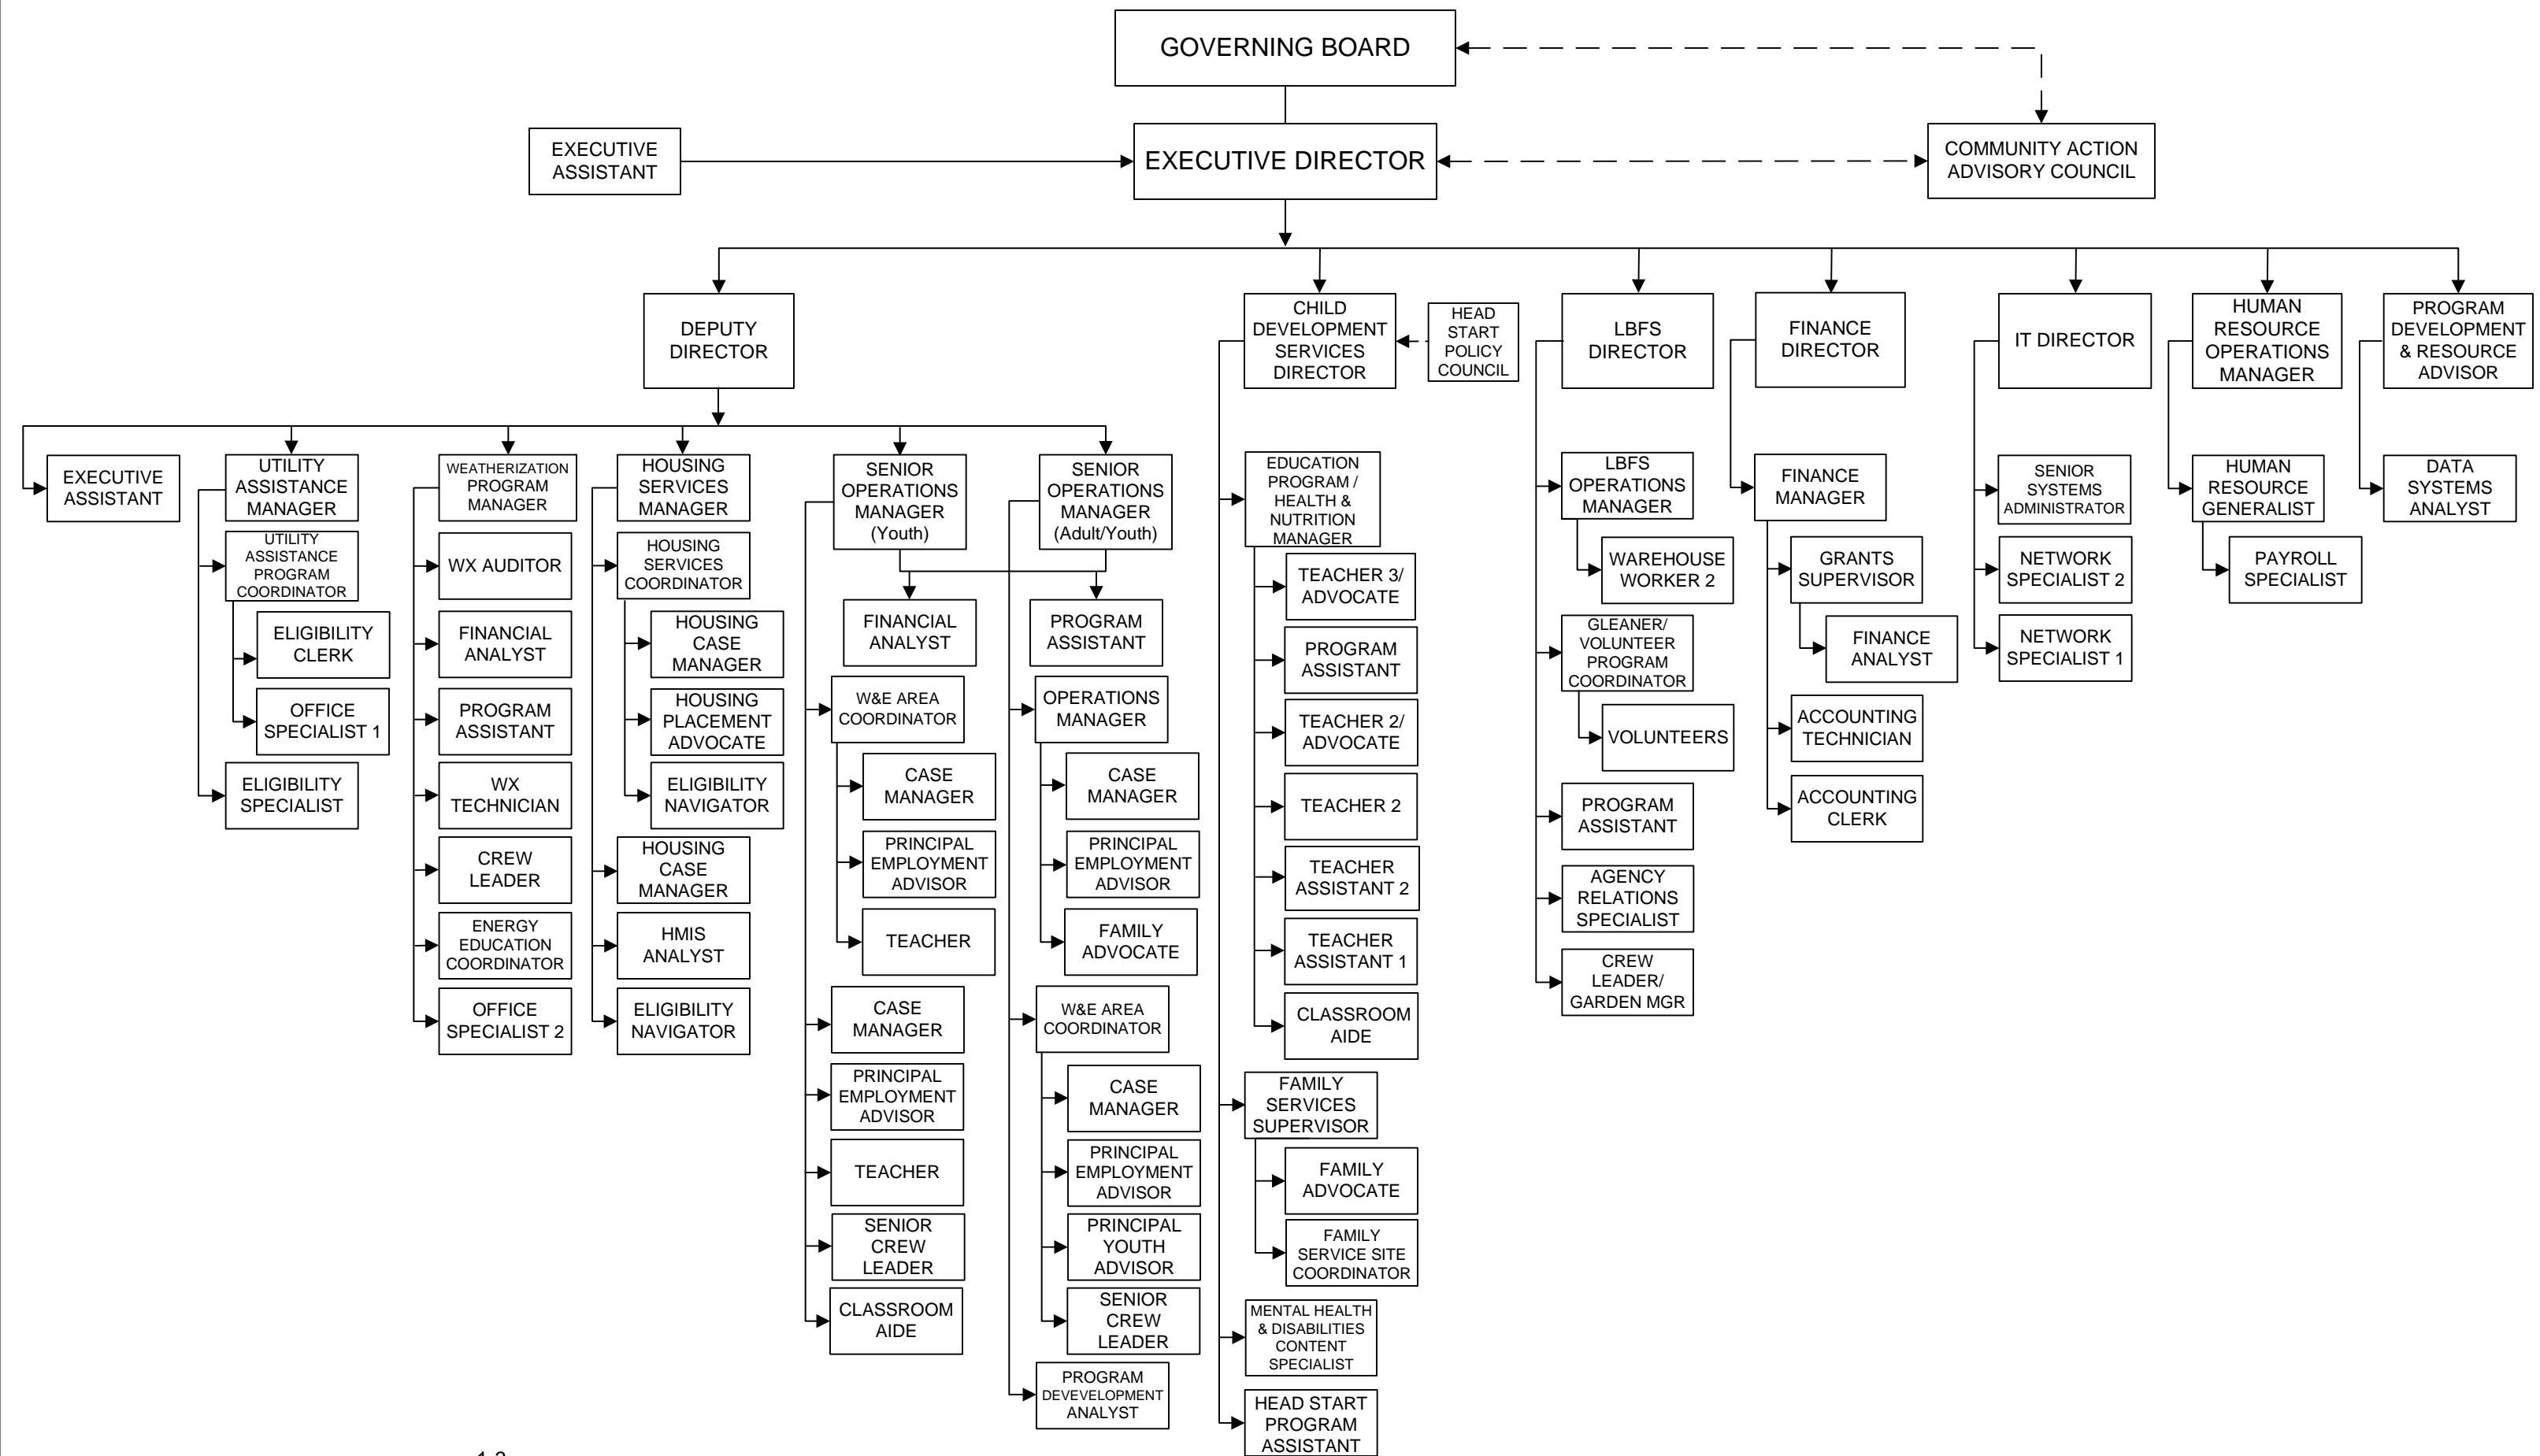 GOVERNING BOARD
EXECUTIVE
ASSISTANT
EXECUTIVE DIRECTOR
COMMUNITY ACTION
ADVISORY COUNCIL
DEPUTY
DIRECTOR
CHILD
DEVELOPMENT
SERVICES
DIRECTOR
HEAD
START
POLICY
COUNCIL
LBFS
DIRECTOR
FINANCE
DIRECTOR
IT DIRECTOR
HUMAN
RESOURCE
OPERATIONS
MANAGER
PROGRAM
DEVELOPMENT
& RESOURCE
ADVISOR
EXECUTIVE
ASSISTANT
UTILITY
ASSISTANCE
MANAGER
UTILITY
ASSISTANCE
PROGRAM
COORDINATOR
ELIGIBILITY
CLERK
OFFICE
SPECIALIST 1
ELIGIBILITY
SPECIALIST
WEATHERIZATION
PROGRAM
MANAGER
WX AUDITOR
FINANCIAL
ANALYST
PROGRAM
ASSISTANT
WX
TECHNICIAN
CREW
LEADER
ENERGY
EDUCATION
COORDINATOR
OFFICE
SPECIALIST 2
HOUSING
SERVICES
MANAGER
HOUSING
SERVICES
COORDINATOR
HOUSING
CASE
MANAGER
HOUSING
PLACEMENT
ADVOCATE
ELIGIBILITY
NAVIGATOR
HOUSING
CASE
MANAGER
HMIS
ANALYST
ELIGIBILITY
NAVIGATOR
SENIOR
OPERATIONS
MANAGER
(Youth)
SENIOR
OPERATIONS
MANAGER
(Adult/Youth)
FINANCIAL
ANALYST
PROGRAM
ASSISTANT
W&E AREA
COORDINATOR
CASE
MANAGER
PRINCIPAL
EMPLOYMENT
ADVISOR
TEACHER
CASE
MANAGER
PRINCIPAL
EMPLOYMENT
ADVISOR
TEACHER
SENIOR
CREW
LEADER
CLASSROOM
AIDE
OPERATIONS
MANAGER
CASE
MANAGER
PRINCIPAL
EMPLOYMENT
ADVISOR
FAMILY
ADVOCATE
W&E AREA
COORDINATOR
CASE
MANAGER
PRINCIPAL
EMPLOYMENT
ADVISOR
PRINCIPAL
YOUTH
ADVISOR
SENIOR
CREW
LEADER
PROGRAM
DEVEVELOPMENT
ANALYST
EDUCATION
PROGRAM /
HEALTH &
NUTRITION
MANAGER
TEACHER 3/
ADVOCATE
PROGRAM
ASSISTANT
TEACHER 2/
ADVOCATE
TEACHER 2
TEACHER
ASSISTANT 2
TEACHER
ASSISTANT 1
CLASSROOM
AIDE
FAMILY
SERVICES
SUPERVISOR
FAMILY
ADVOCATE
FAMILY
SERVICE SITE
COORDINATOR
MENTAL HEALTH
& DISABILITIES
CONTENT
SPECIALIST
HEAD START
PROGRAM
ASSISTANT
LBFS
OPERATIONS
MANAGER
WAREHOUSE
WORKER 2
GLEANER/
VOLUNTEER
PROGRAM
COORDINATOR
VOLUNTEERS
PROGRAM
ASSISTANT
AGENCY
RELATIONS
SPECIALIST
CREW
LEADER/
GARDEN MGR
FINANCE
MANAGER
GRANTS
SUPERVISOR
FINANCE
ANALYST
ACCOUNTING
TECHNICIAN
ACCOUNTING
CLERK
SENIOR
SYSTEMS
ADMINISTRATOR
NETWORK
SPECIALIST 2
NETWORK
SPECIALIST 1
HUMAN
RESOURCE
GENERALIST
PAYROLL
SPECIALIST
DATA
SYSTEMS
ANALYST